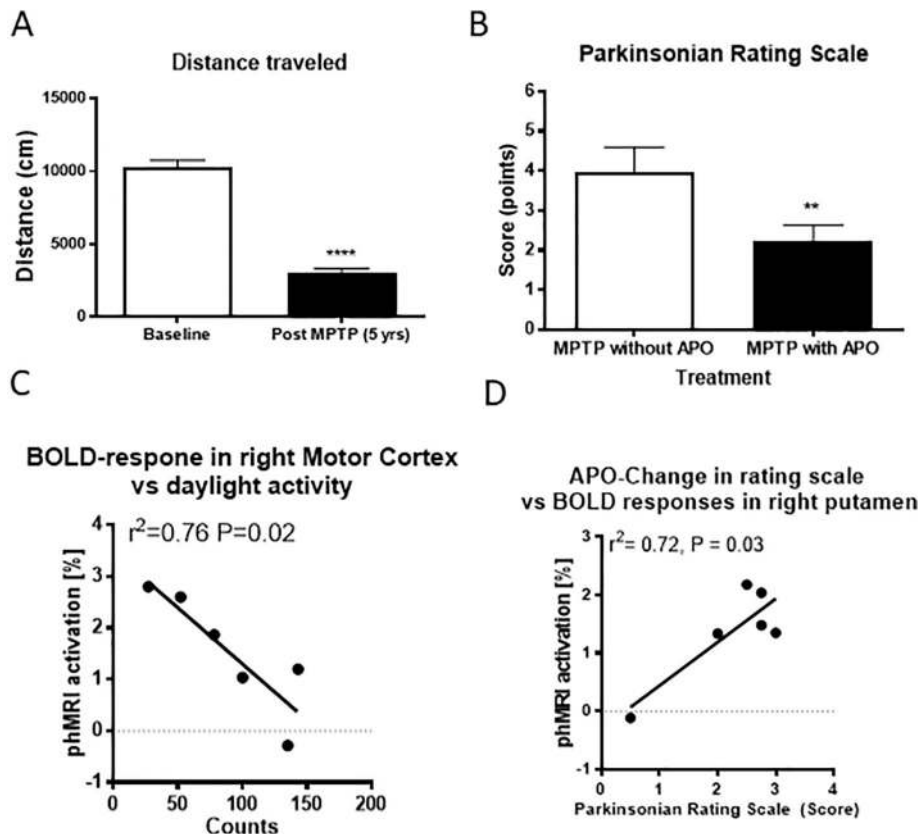 A
Distance traveled
15000
10000
5000
0
Distance (cm)
****
Baseline
Post MPTP (5 yrs)
B
Parkinsonian Rating Scale
6
5
4
3
2
1
0
Score (points)
**
MPTP without APO
MPTP with APO
Treatment
C
BOLD-respone in right Motor Cortex
vs daylight activity
r²=0.76 P=0.02
4
3
2
1
0
-1
phMRI activation [%]
0
50
100
150
200
Counts
D
APO-Change in rating scale
vs BOLD responses in right putamen
r²= 0.72, P = 0.03
3
2
1
0
-1
phMRI activation [%]
0
1
2
3
4
Parkinsonian Rating Scale (Score)